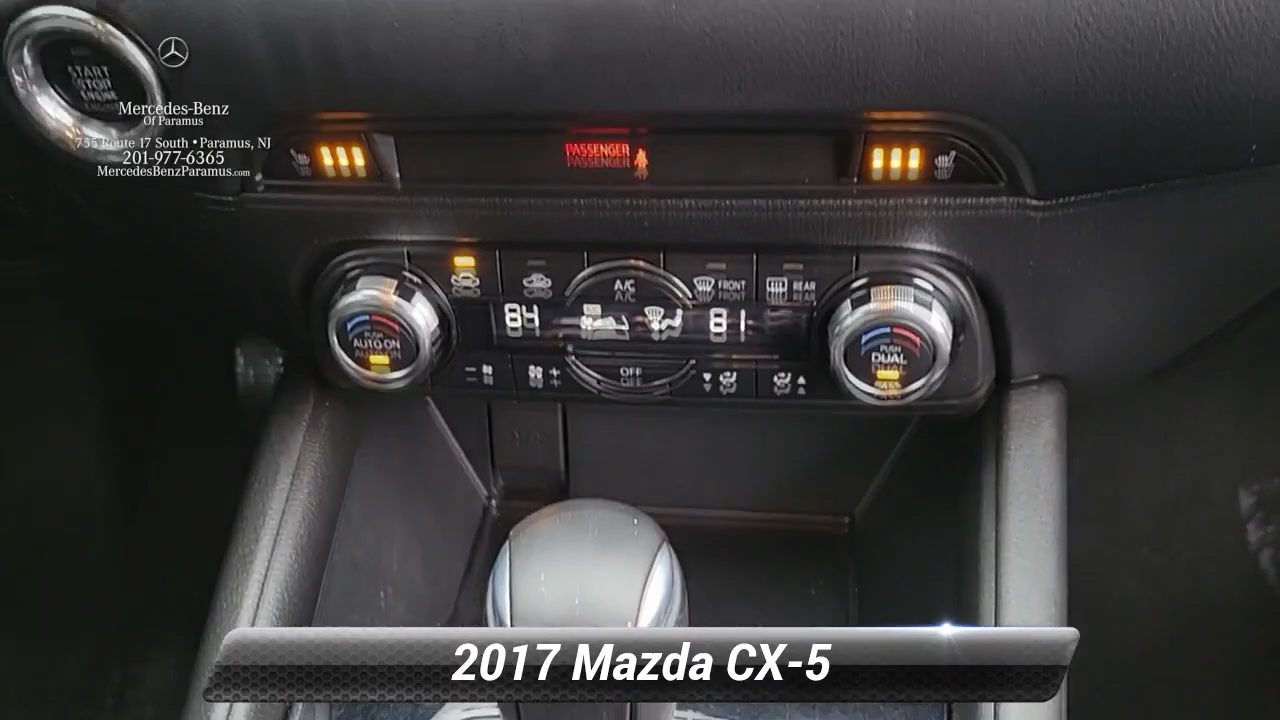 START
STOP
ENGINE
Mercedes-Benz
Of Paramus
755 Route 17 South • Paramus, NJ
201-977-6365
MercedesBenzParamus.com
PASSENGER
A/C
FRONT
REAR
84
81
PUSH
AUTO ON
PUSH
DUAL
OFF
2017 Mazda CX-5